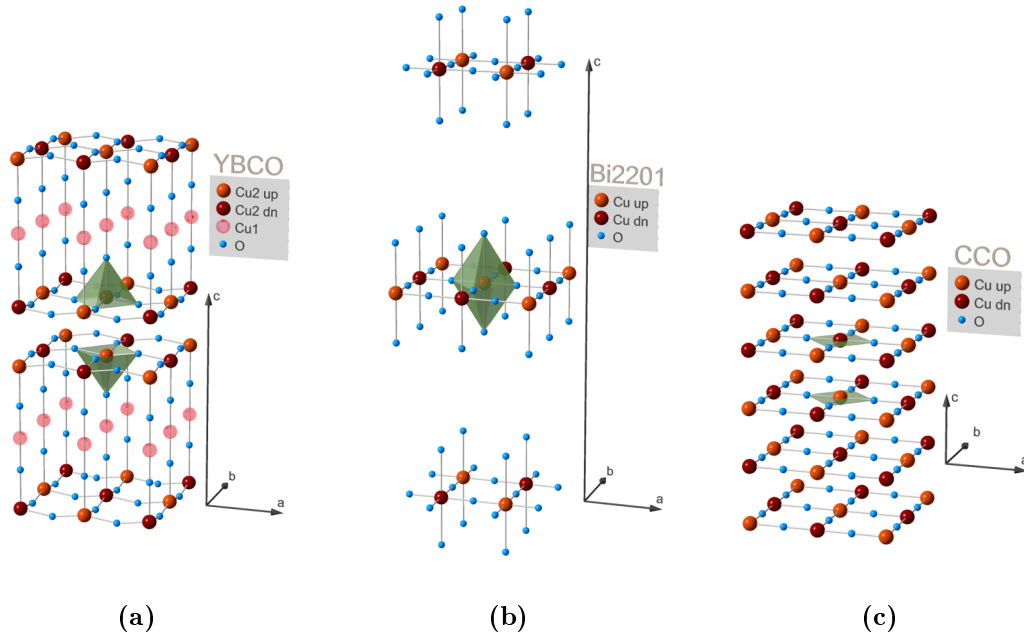 YBCO
Cu2 up
Cu2 dn
Cu1
O
c
b
a
(a)
c
Bi2201
Cu up
Cu dn
O
b
a
(b)
CCO
Cu up
Cu dn
O
c
b
a
(c)